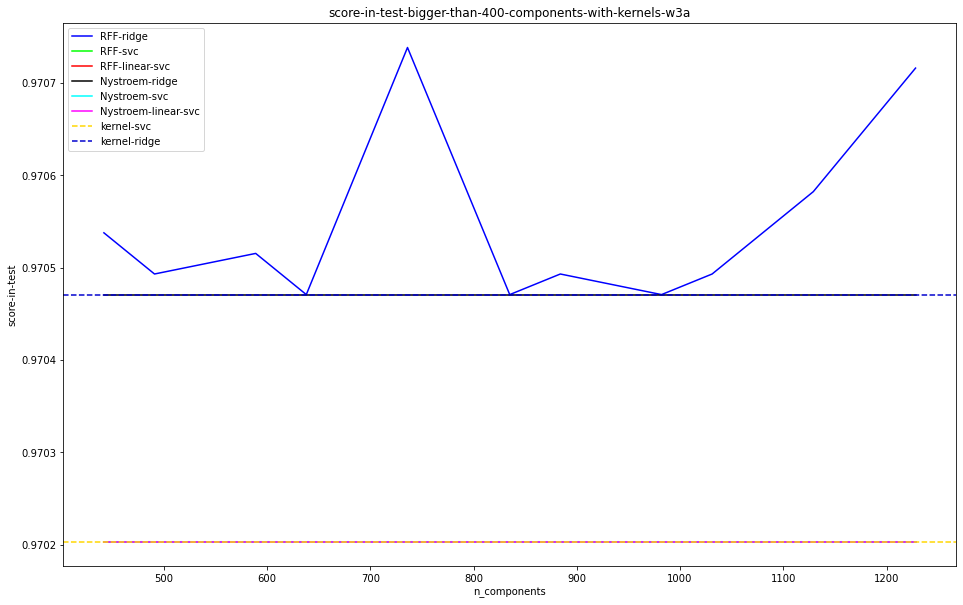 score-in-test-bigger-than-400-components-with-kernels-w3a
RFF-ridge
RFF-svc
RFF-linear-svc
Nystroem-ridge
Nystroem-svc
Nystroem-linear-svc
kernel-svc
kernel-ridge
0.9707
0.9706
0.9705
0.9704
0.9703
0.9702
score-in-test
500 600 700 800 900 1000 1100 1200
n_components